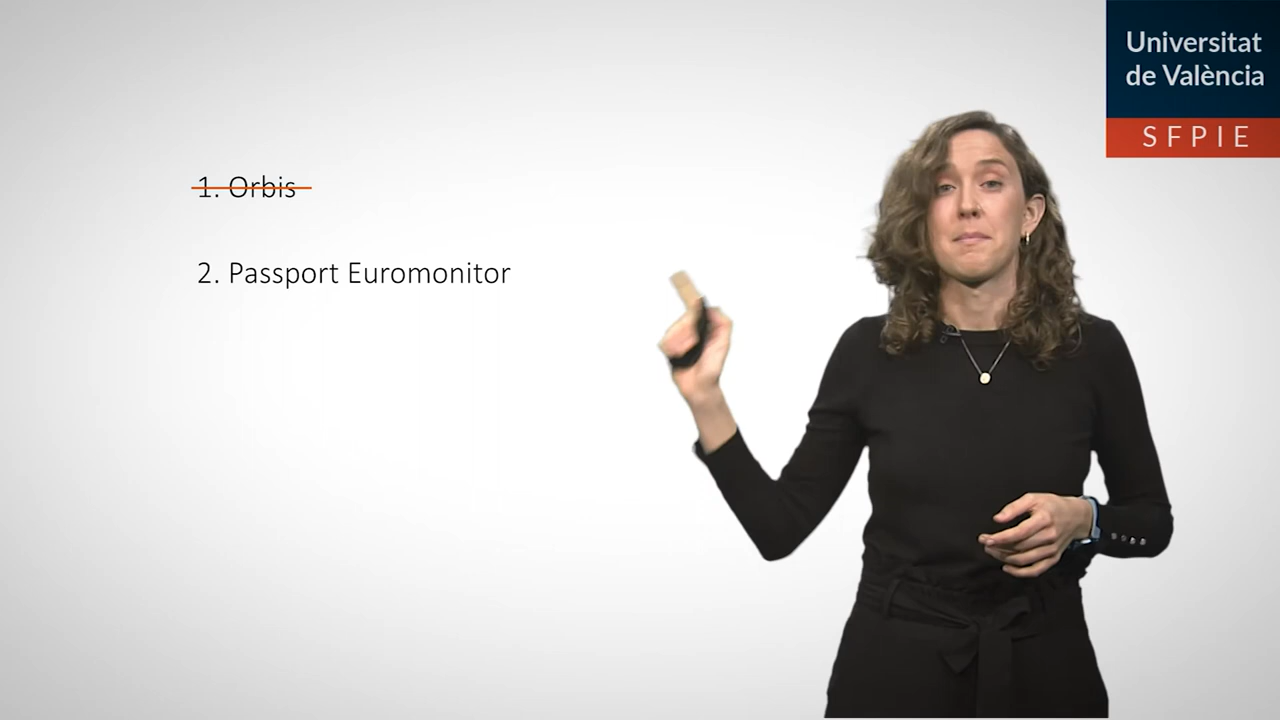 Universitat
de València
SFPIE
1. Orbis
2. Passport Euromonitor